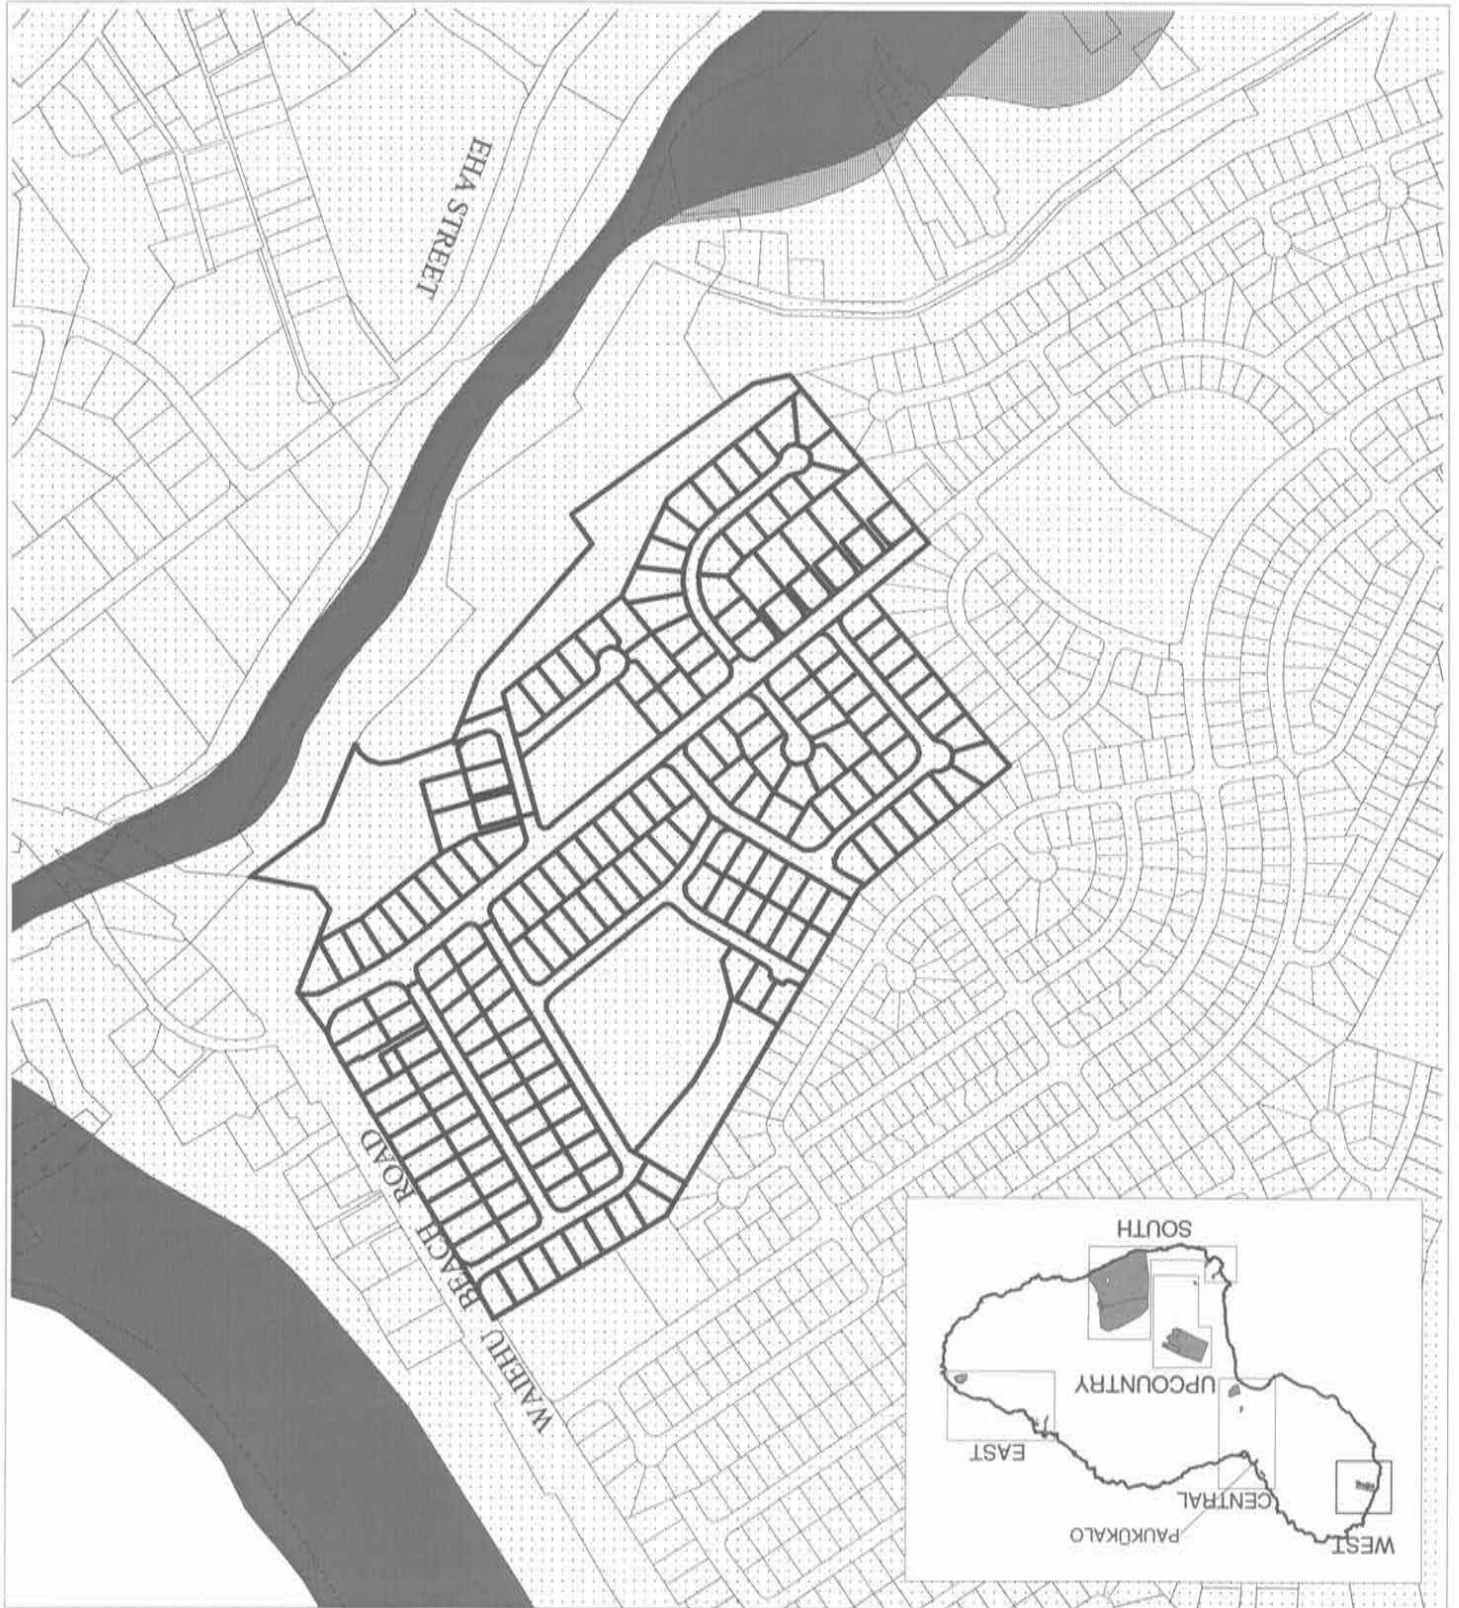 EHA STREET
WAIEHU BEACH ROAD
WEST
PAUKŪKALO
CENTRAL
EAST
UPCOUNTRY
SOUTH